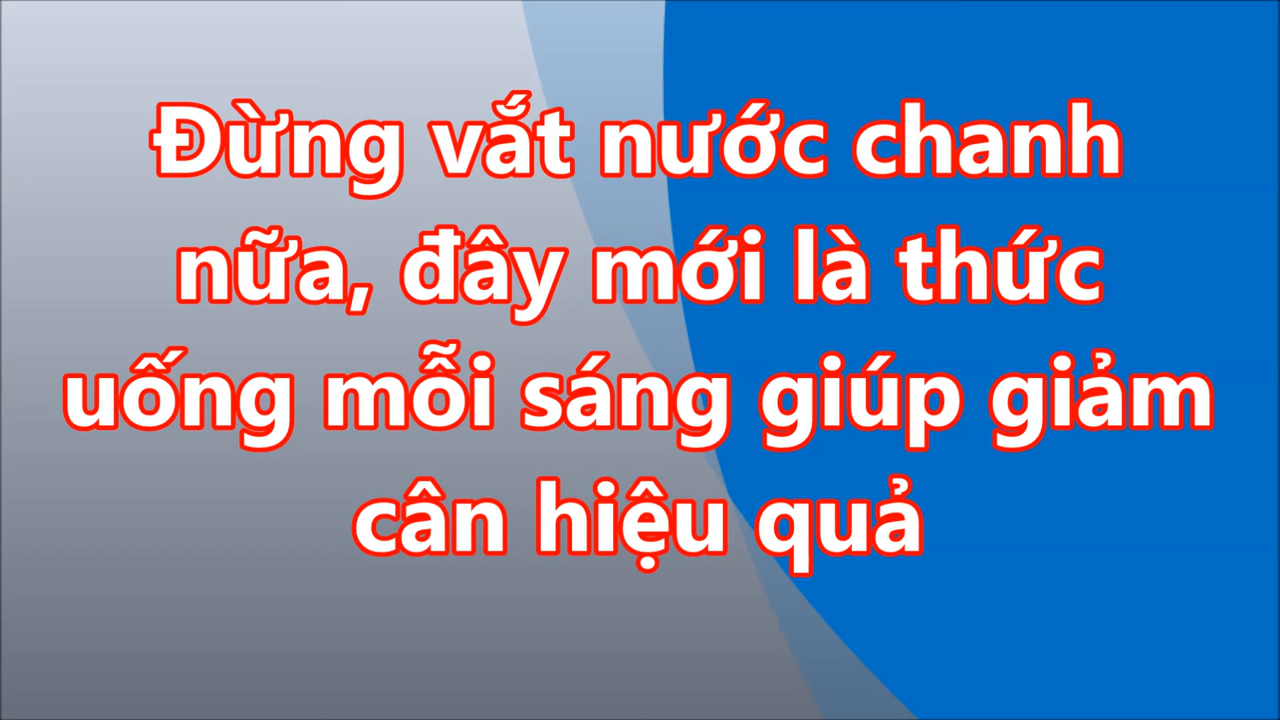 Đừng vắt nước chanh
nữa, đây mới là thức
uống mỗi sáng giúp giảm
cân hiệu quả